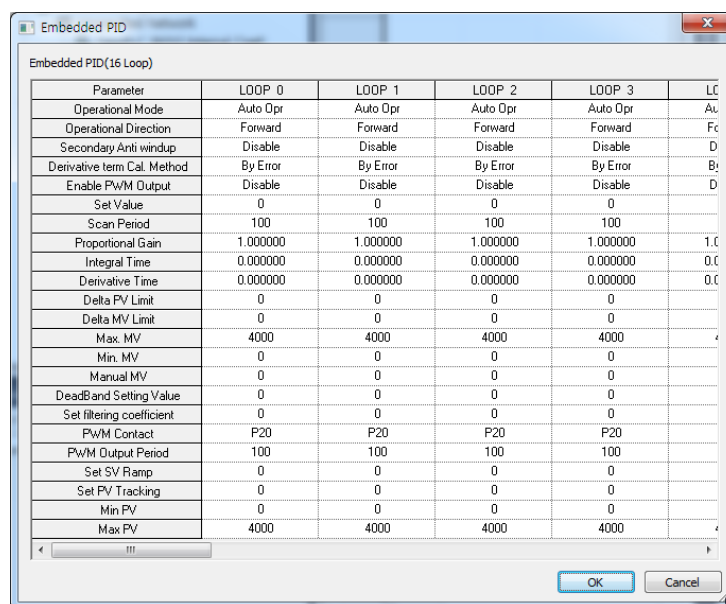 Embedded PID
Embedded PID(16 Loop)
Parameter LOOP 0 LOOP 1 LOOP 2 LOOP 3
Operational Mode Auto Opr Auto Opr Auto Opr Auto Opr
Operational Direction Forward Forward Forward Forward
Secondary Anti windup Disable Disable Disable Disable
Derivative term Cal. Method By Error By Error By Error By Error
Enable PWM Output Disable Disable Disable Disable
Set Value 0 0 0 0
Scan Period 100 100 100 100
Proportional Gain 1.000000 1.000000 1.000000 1.000000
Integral Time 0.000000 0.000000 0.000000 0.000000
Derivative Time 0.000000 0.000000 0.000000 0.000000
Delta PV Limit 0 0 0 0
Delta MV Limit 0 0 0 0
Max. MV 4000 4000 4000 4000
Min. MV 0 0 0 0
Manual MV 0 0 0 0
DeadBand Setting Value 0 0 0 0
Set filtering coefficient 0 0 0 0
PWM Contact P20 P20 P20 P20
PWM Output Period 100 100 100 100
Set SV Ramp 0 0 0 0
Set PV Tracking 0 0 0 0
Min PV 0 0 0 0
Max PV 4000 4000 4000 4000
OK Cancel